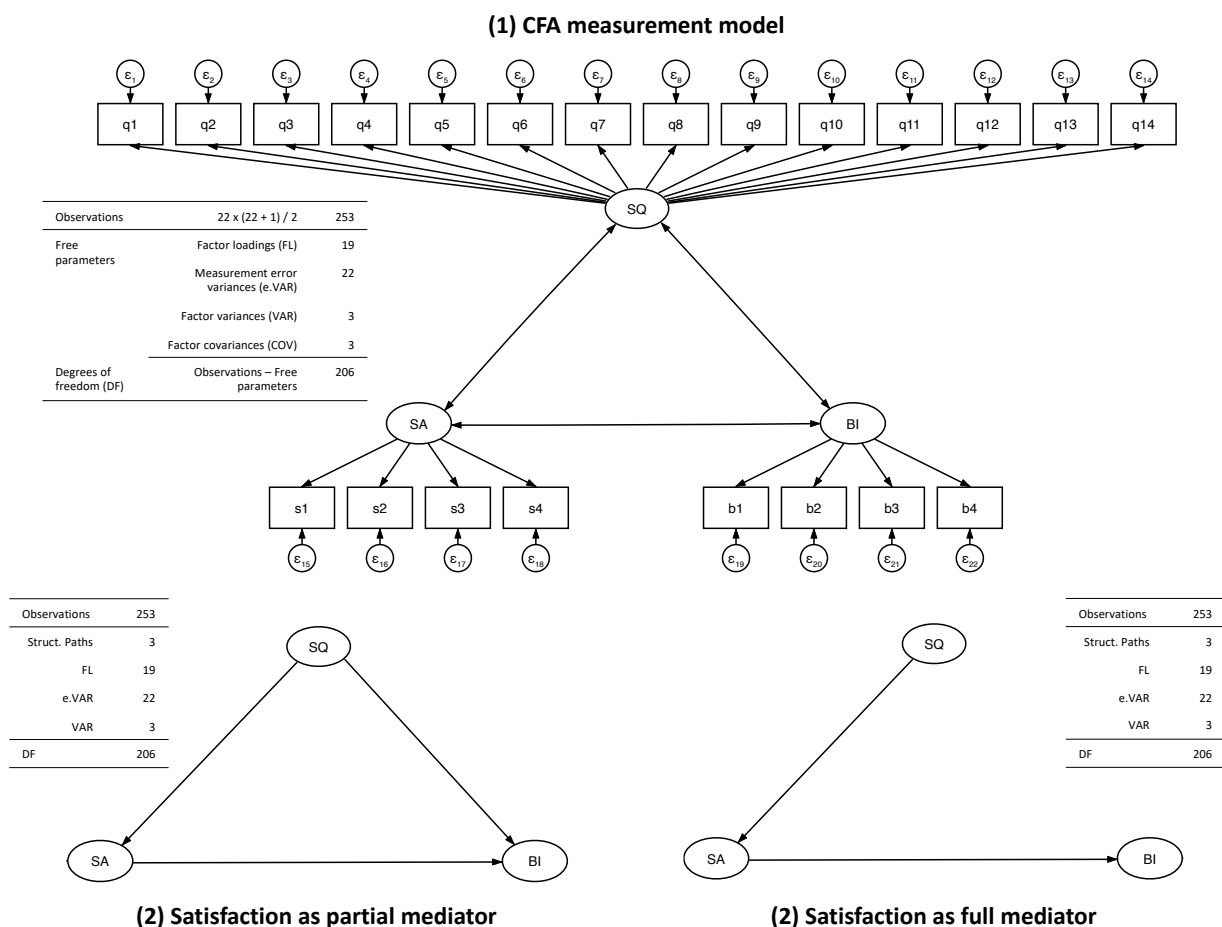 (1) CFA measurement model
ε1 ε2 ε3 ε4 ε5 ε6 ε7 ε8 ε9 ε10 ε11 ε12 ε13 ε14
q1 q2 q3 q4 q5 q6 q7 q8 q9 q10 q11 q12 q13 q14
SQ
Observations 22 x (22 + 1) / 2 253
Free parameters Factor loadings (FL) 19
Measurement error variances (e.VAR) 22
Factor variances (VAR) 3
Factor covariances (COV) 3
Degrees of freedom (DF) Observations – Free parameters 206
SA BI
s1 s2 s3 s4 b1 b2 b3 b4
ε15 ε16 ε17 ε18 ε19 ε20 ε21 ε22
Observations 253
Struct. Paths 3
FL 19
e.VAR 22
VAR 3
DF 206
SQ
SA BI
(2) Satisfaction as partial mediator
SQ
Observations 253
Struct. Paths 3
FL 19
e.VAR 22
VAR 3
DF 206
SA BI
(2) Satisfaction as full mediator